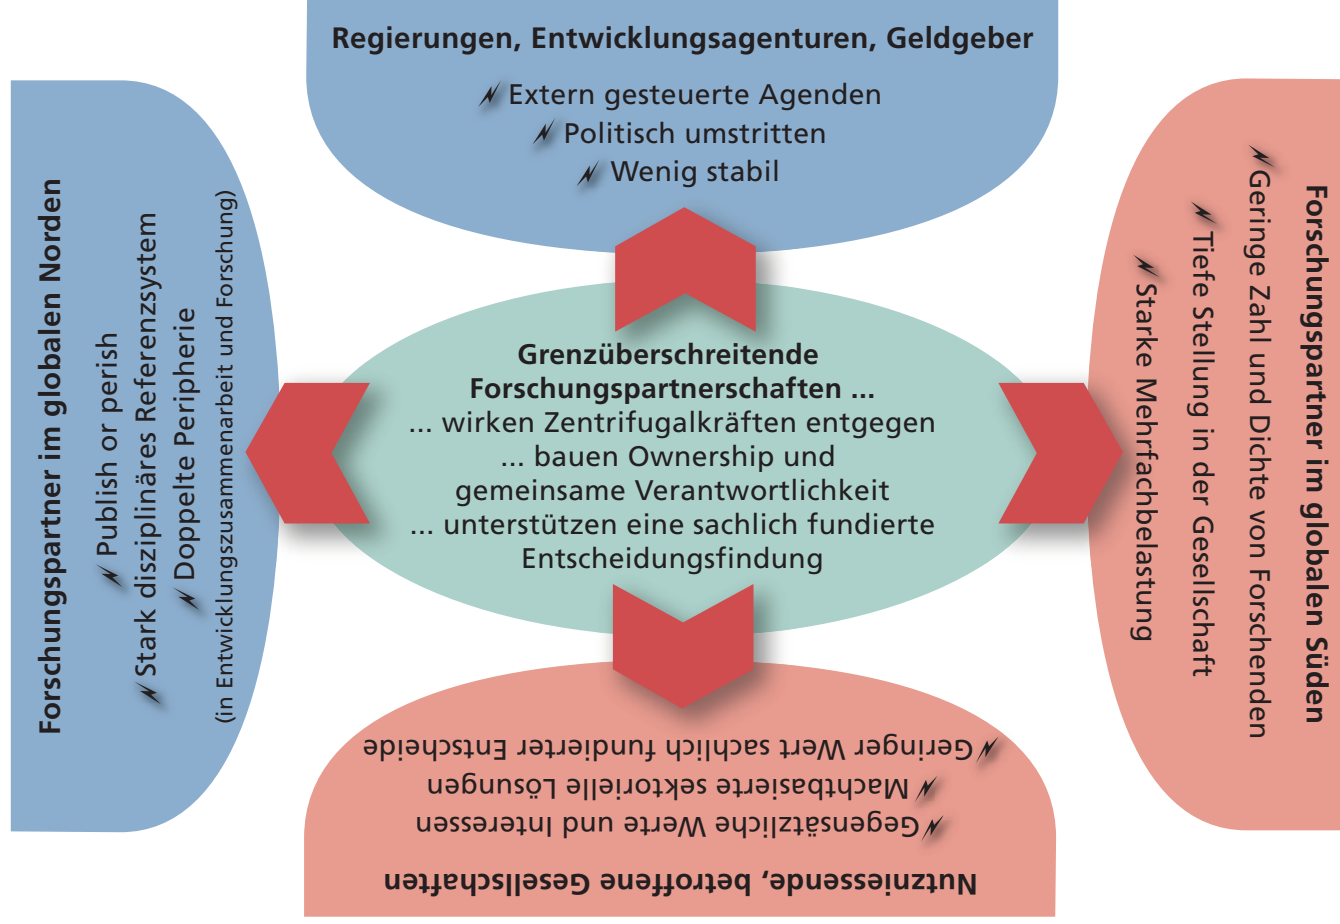 Regierungen, Entwicklungsagenturen, Geldgeber
Extern gesteuerte Agenden
Politisch umstritten
Wenig stabil
Forschungspartner im globalen Norden
Publish or perish
Stark disziplinäres Referenzsystem
Doppelte Peripherie
(in Entwicklungszusammenarbeit und Forschung)
Grenzüberschreitende
Forschungspartnerschaften ...
... wirken Zentrifugalkräften entgegen
... bauen Ownership und
gemeinsame Verantwortlichkeit
... unterstützen eine sachlich fundierte
Entscheidungsfindung
Forschungspartner im globalen Süden
Geringe Zahl und Dichte von Forschenden
Tiefe Stellung in der Gesellschaft
Starke Mehrfachbelastung
Nutzniessende, betroffene Gesellschaften
Gegensätzliche Werte und Interessen
Machtbasierte sektorielle Lösungen
Geringer Wert sachlich fundierter Entscheide